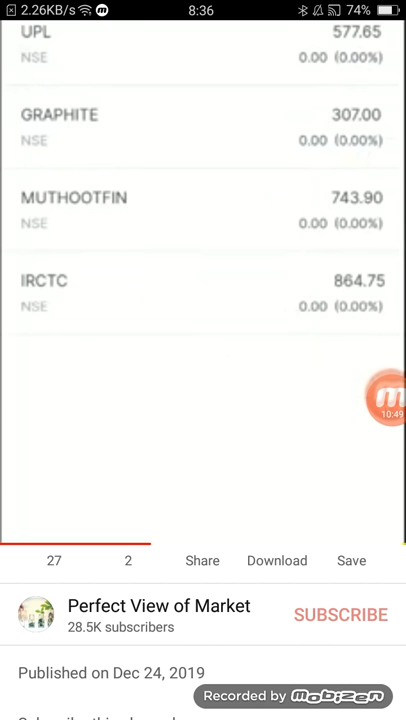 2.26KB/s 8:36 74%
UPL 577.65
NSE 0.00 (0.00%)
GRAPHITE 307.00
NSE 0.00 (0.00%)
MUTHOOTFIN 743.90
NSE 0.00 (0.00%)
IRCTC 864.75
NSE 0.00 (0.00%)
10:49
27 2 Share Download Save
Perfect View of Market
28.5K subscribers
SUBSCRIBE
Published on Dec 24, 2019
Recorded by mobizen